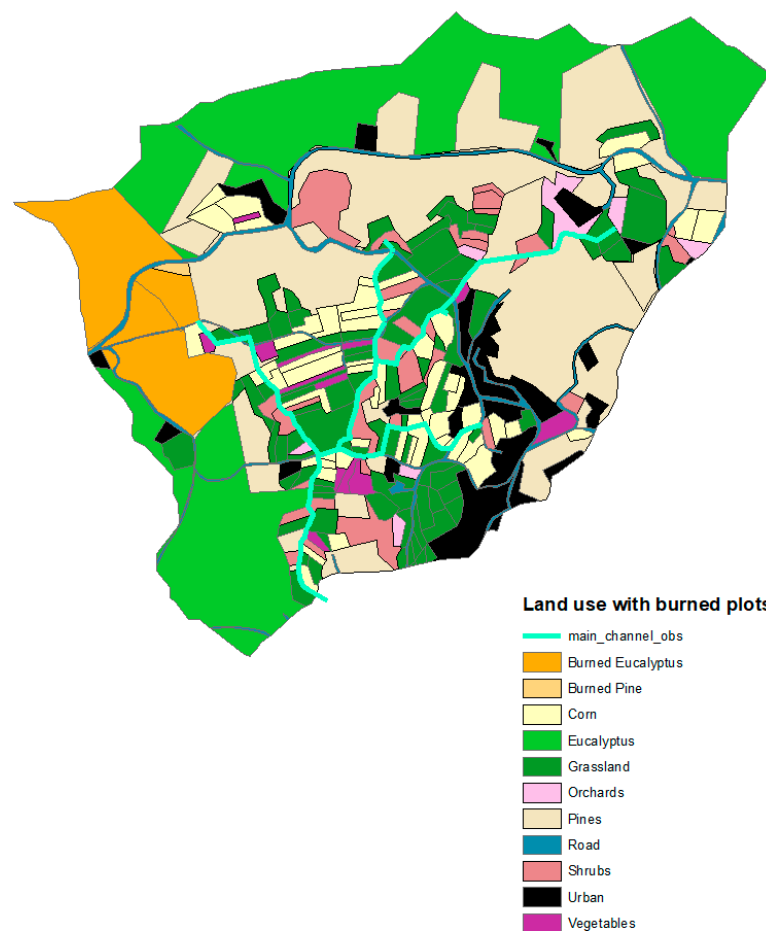 Land use with burned plots
main_channel_obs
Burned Eucalyptus
Burned Pine
Corn
Eucalyptus
Grassland
Orchards
Pines
Road
Shrubs
Urban
Vegetables